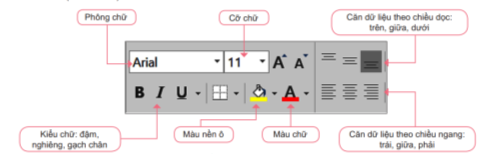 Phông chữ
Cỡ chữ
Căn dữ liệu theo chiều dọc:
trên, giữa, dưới
Arial
11
A A
B I U
A
Kiểu chữ: đậm,
nghiêng, gạch chân
Màu nền ô
Màu chữ
Căn dữ liệu theo chiều ngang:
trái, giữa, phải